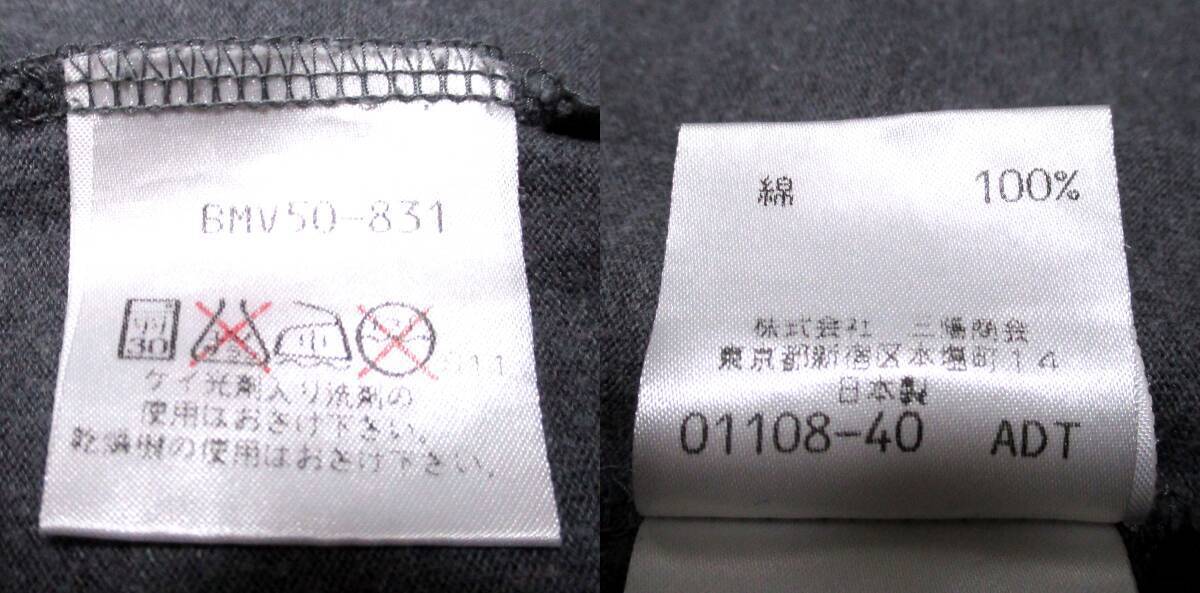 BMV50-831
30
511
ケイ光剤入り洗剤の
使用はおさけ下さい。
乾燥機の使用はおさけ下さい。
綿 100%
株式会社 三陽商会
東京都新宿区本塩町14
日本製
01108-40 ADT